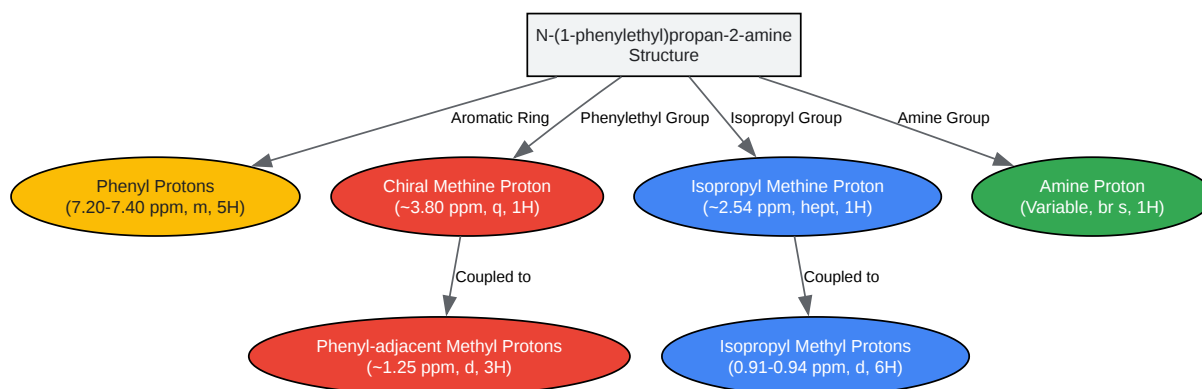 N-(1-phenylethyl)propan-2-amine
Structure
Aromatic Ring
Phenylethyl Group
Isopropyl Group
Amine Group
Phenyl Protons
(7.20-7.40 ppm, m, 5H)
Chiral Methine Proton
(~3.80 ppm, q, 1H)
Isopropyl Methine Proton
(~2.54 ppm, hept, 1H)
Amine Proton
(Variable, br s, 1H)
Coupled to
Coupled to
Phenyl-adjacent Methyl Protons
(~1.25 ppm, d, 3H)
Isopropyl Methyl Protons
(0.91-0.94 ppm, d, 6H)